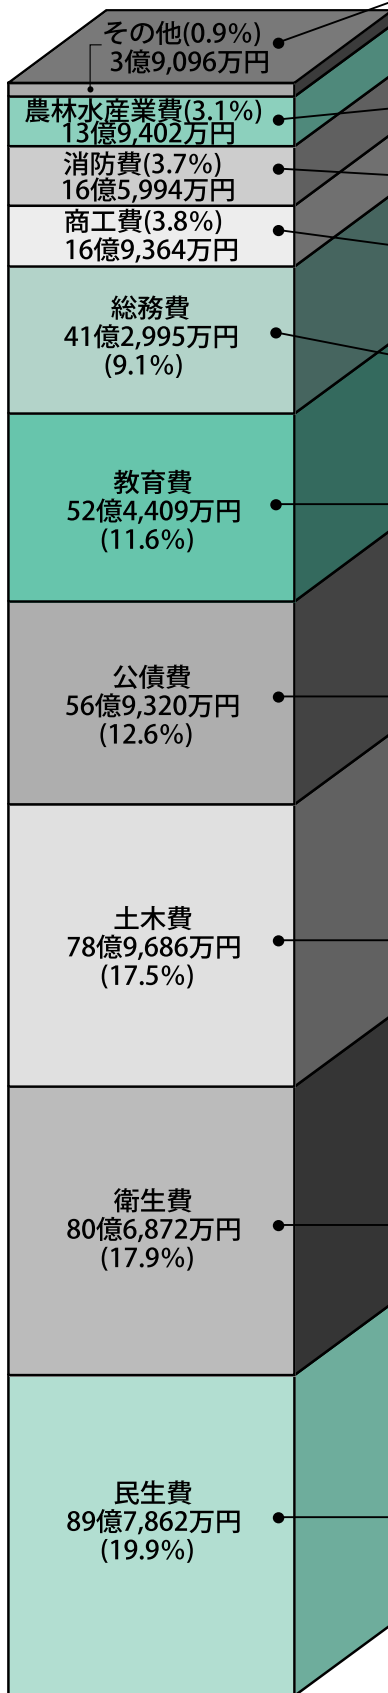 その他(0.9%)
3億9,096万円
農林水産業費(3.1%)
13億9,402万円
消防費(3.7%)
16億5,994万円
商工費(3.8%)
16億9,364万円
総務費
41億2,995万円
(9.1%)
教育費
52億4,409万円
(11.6%)
公債費
56億9,320万円
(12.6%)
土木費
78億9,686万円
(17.5%)
衛生費
80億6,872万円
(17.9%)
民生費
89億7,862万円
(19.9%)